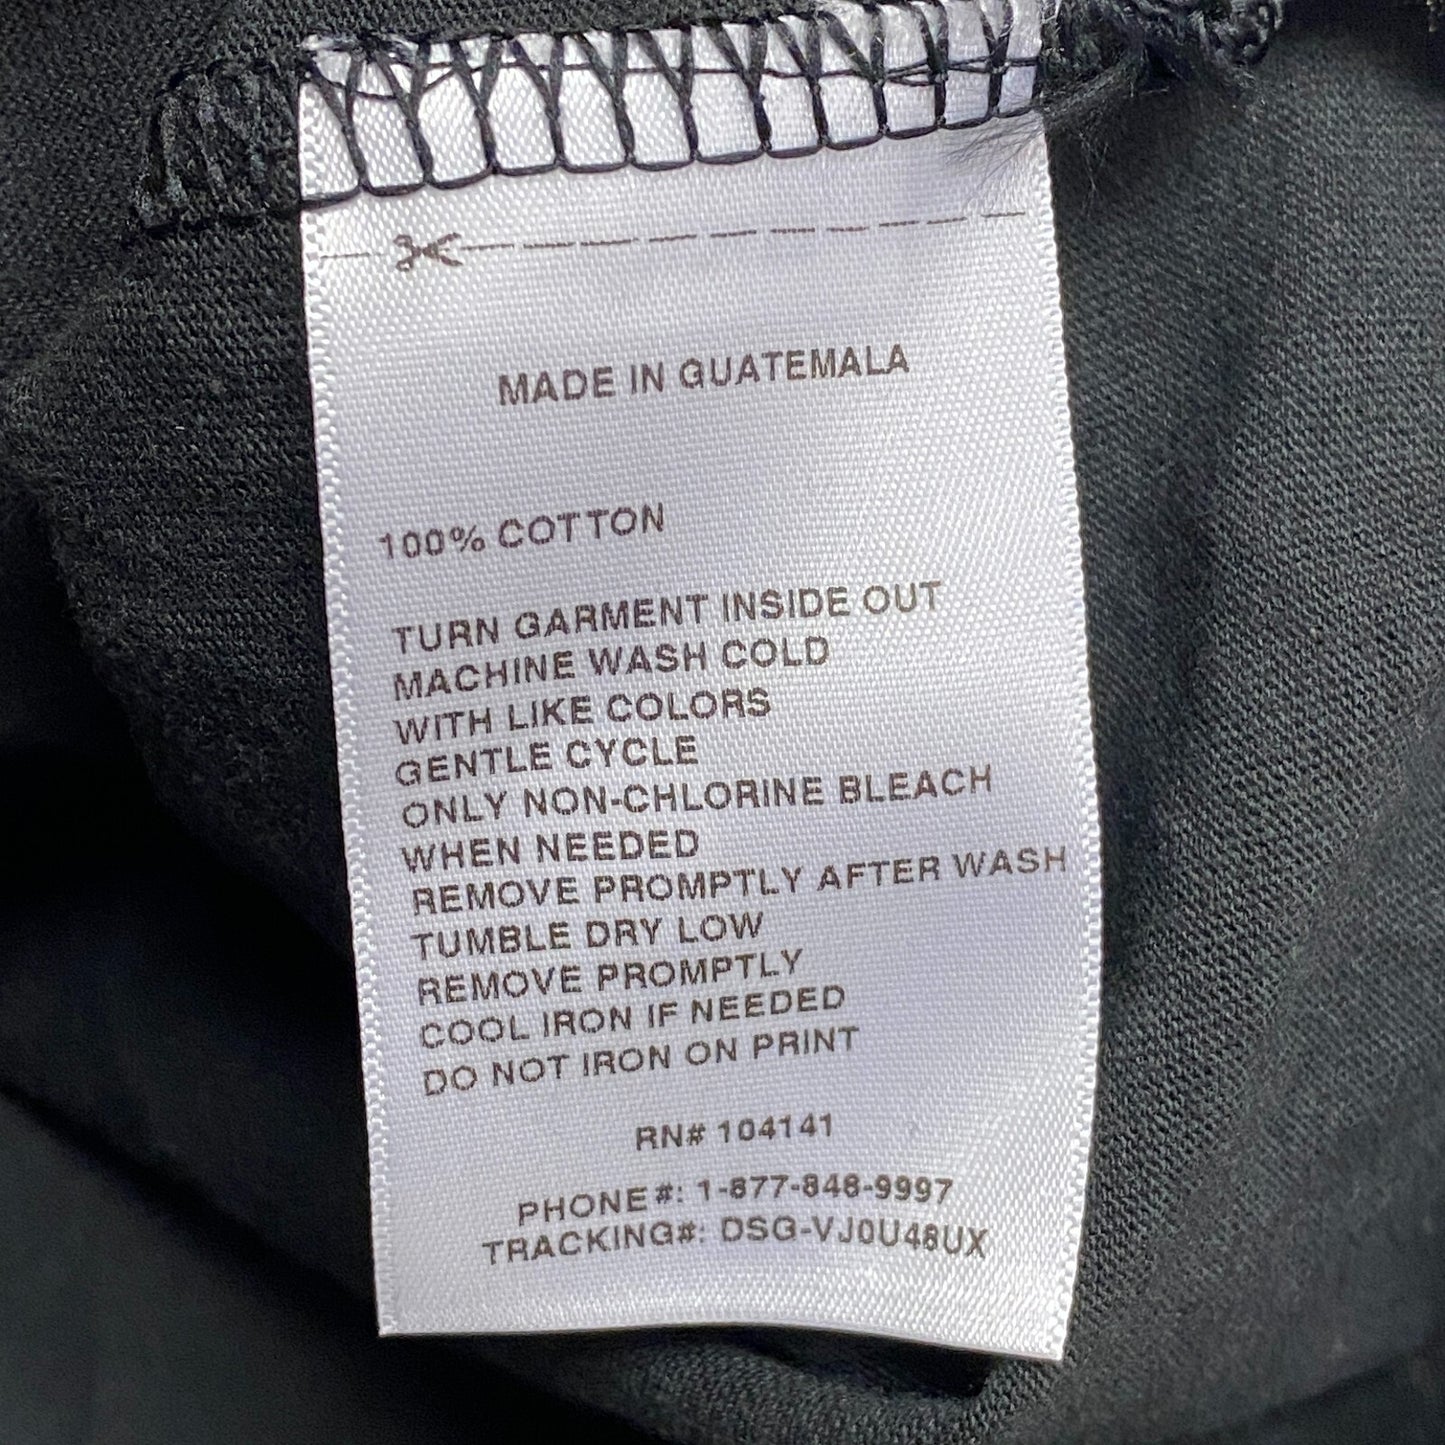 MADE IN GUATEMALA
100% COTTON
TURN GARMENT INSIDE OUT
MACHINE WASH COLD
WITH LIKE COLORS
GENTLE CYCLE
ONLY NON-CHLORINE BLEACH
WHEN NEEDED
REMOVE PROMPTLY AFTER WASH
TUMBLE DRY LOW
REMOVE PROMPTLY
COOL IRON IF NEEDED
DO NOT IRON ON PRINT
RN# 104141
PHONE#: 1-877-848-9997
TRACKING#: DSG-VJ0U48UX